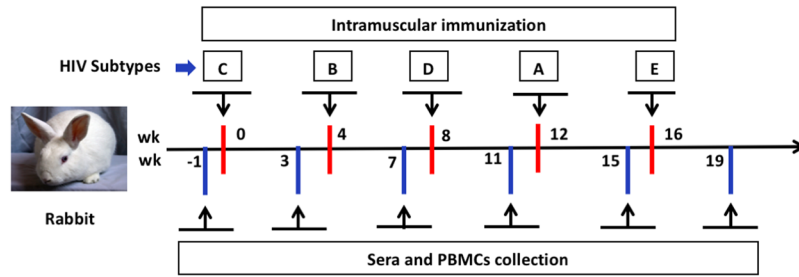 Intramuscular immunization
HIV Subtypes C B D A E
wk 0 4 8 12 16
wk -1 3 7 11 15 19
Rabbit
Sera and PBMCs collection